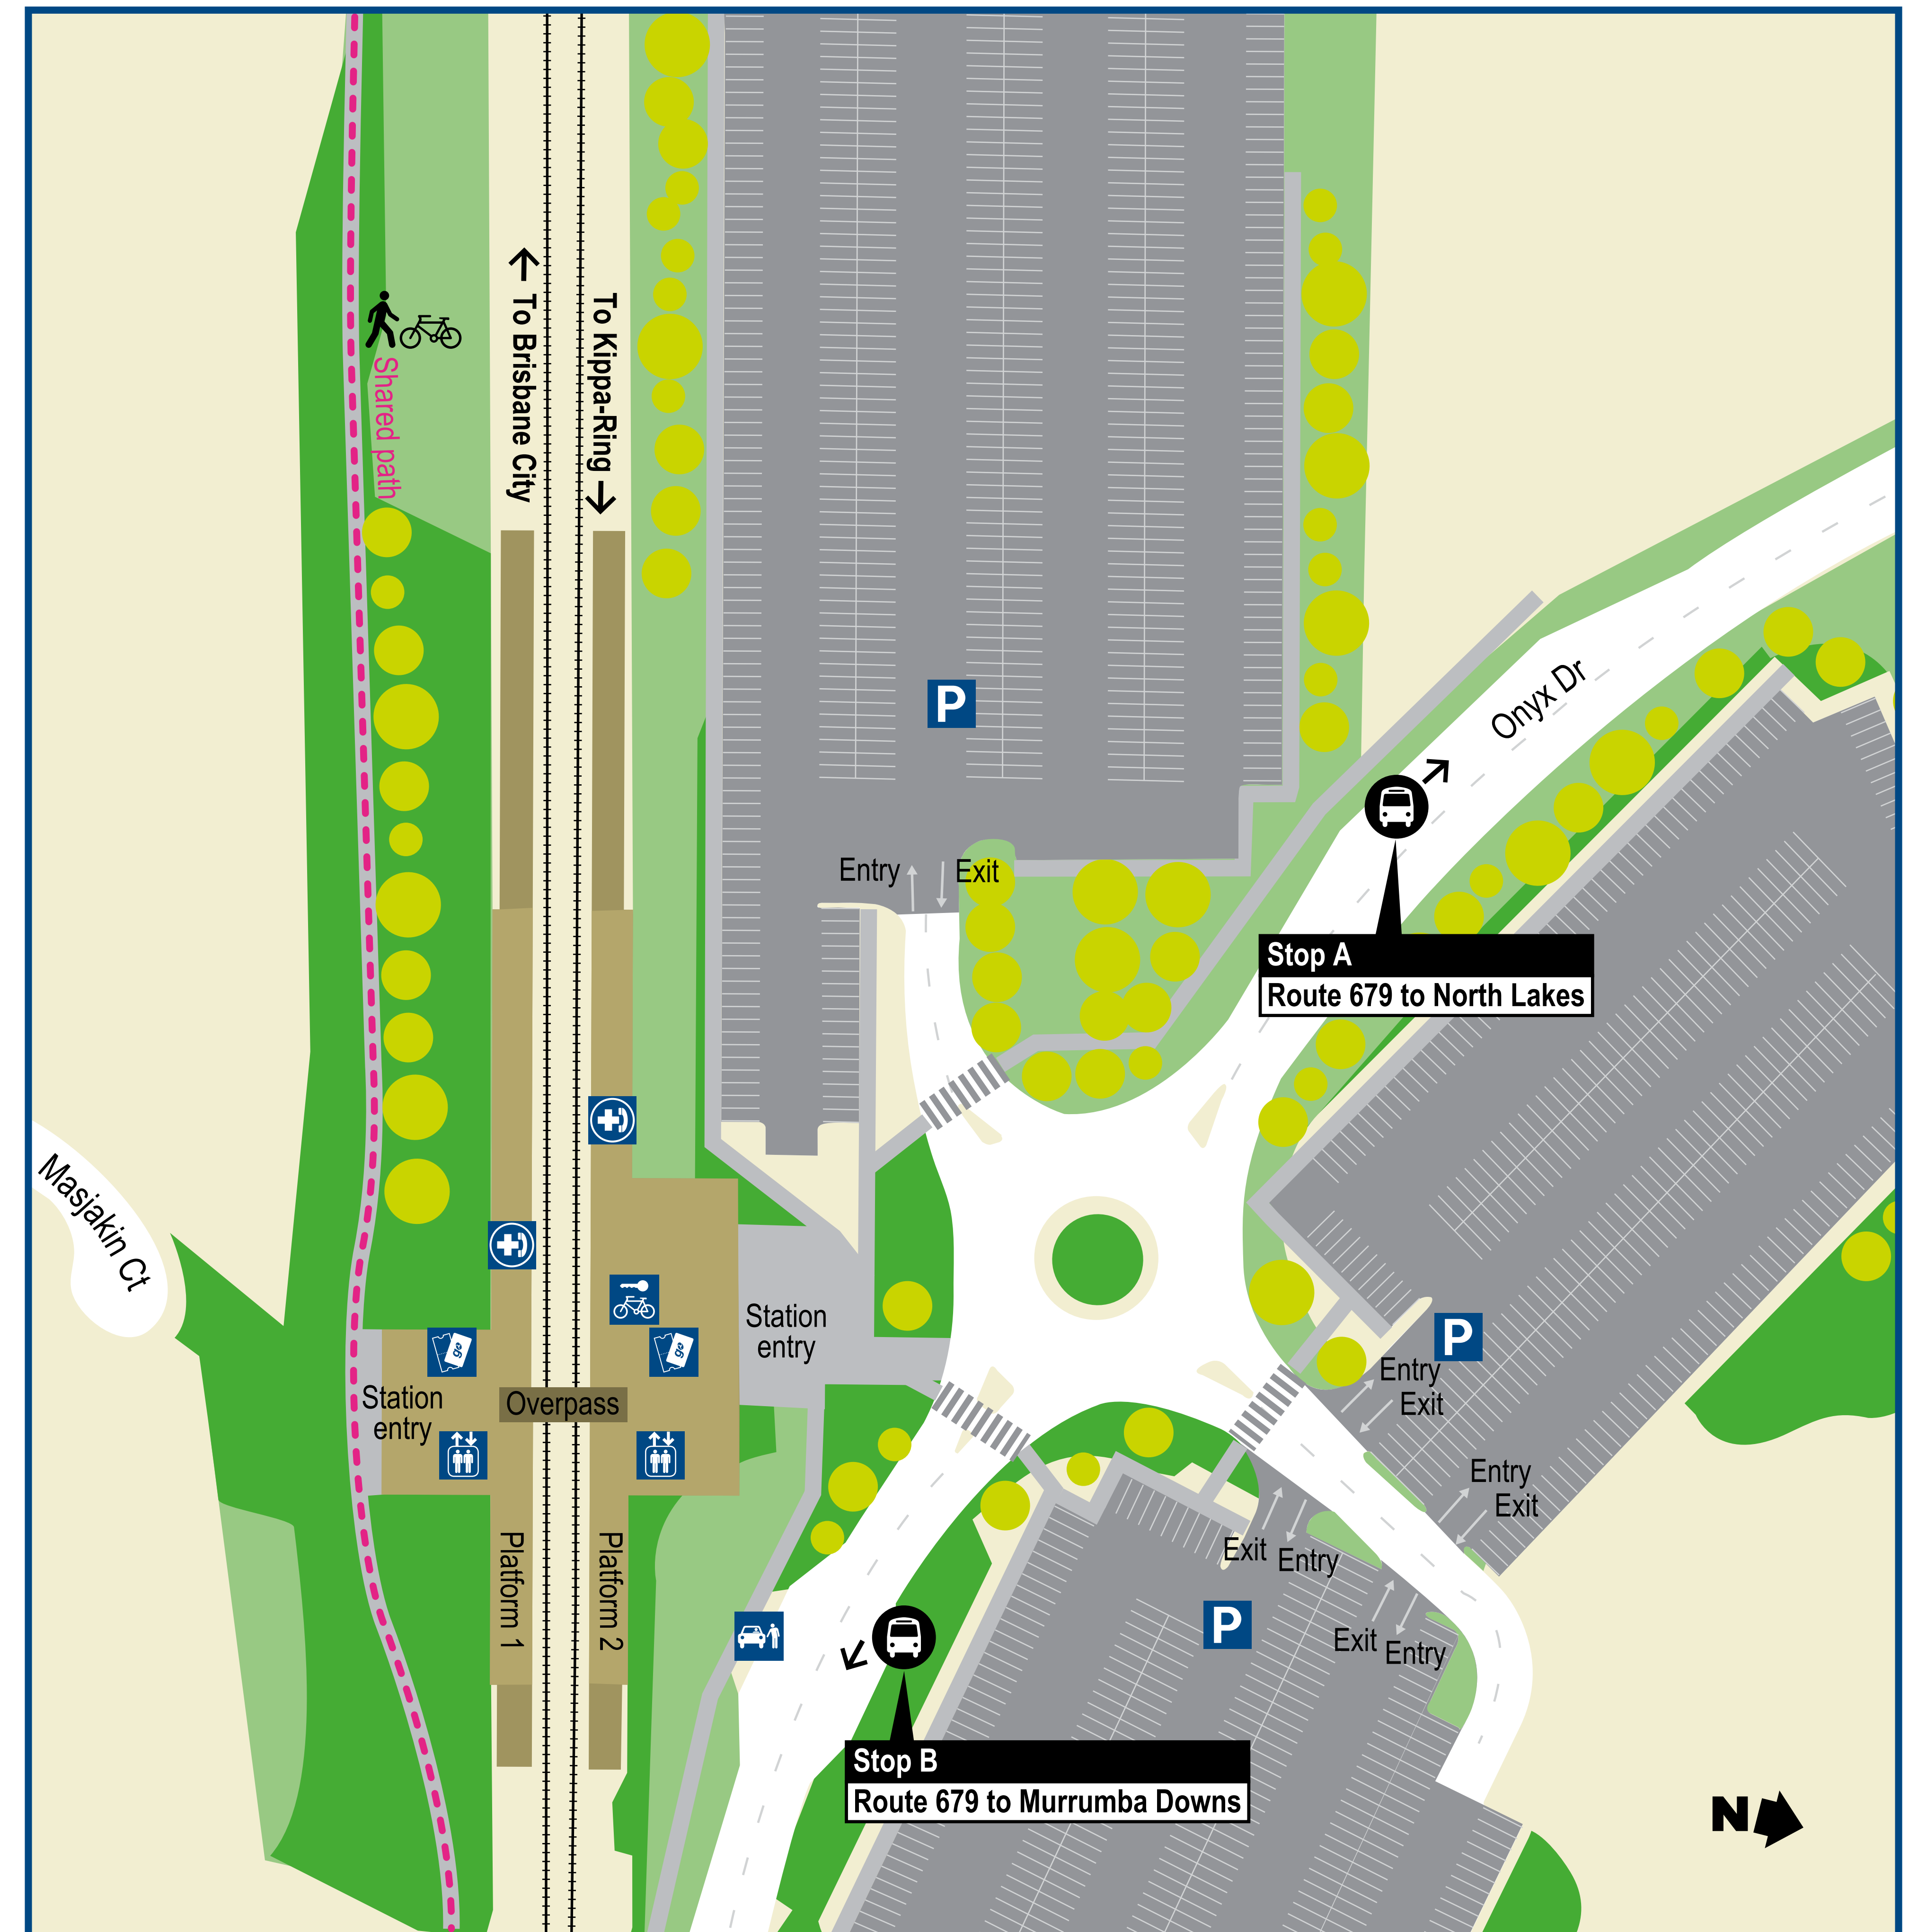 To Brisbane City
To Kippa-Ring
Shared path
P
Onyx Dr
Entry
Exit
Stop A
Route 679 to North Lakes
Masjakin Ct
Station
entry
go
go
Station
entry
Overpass
P
Entry
Exit
Entry
Exit
Exit
Entry
Exit
Entry
P
Platform 1
Platform 2
Stop B
Route 679 to Murrumba Downs
N